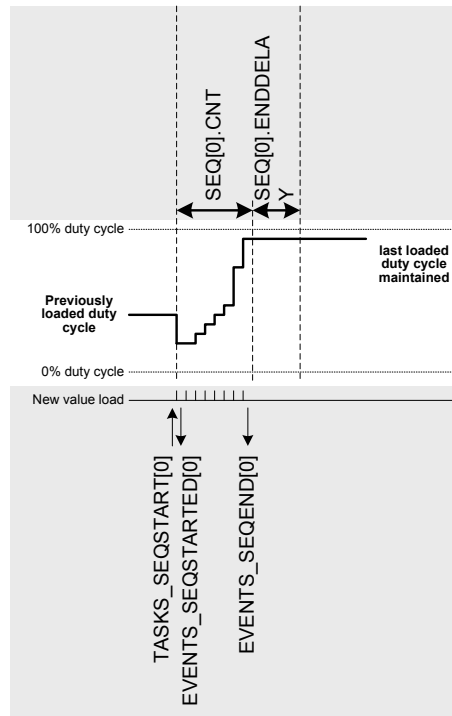 SEQ[0].CNT
SEQ[0].ENDDELA
Y
100% duty cycle
last loaded
duty cycle
maintained
Previously
loaded duty
cycle
0% duty cycle
New value load
TASKS_SEQSTART[0]
EVENTS_SEQSTARTED[0]
EVENTS_SEQEND[0]